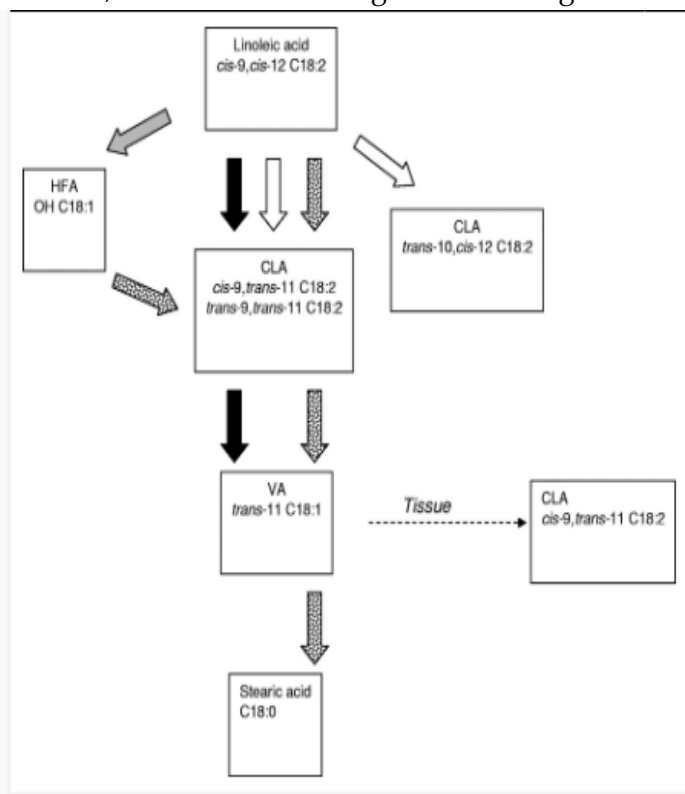 Linoleic acid
cis-9,cis-12 C18:2
HFA
OH C18:1
CLA
trans-10,cis-12 C18:2
CLA
cis-9,trans-11 C18:2
trans-9,trans-11 C18:2
VA
trans-11 C18:1
Tissue
CLA
cis-9,trans-11 C18:2
Stearic acid
C18:0